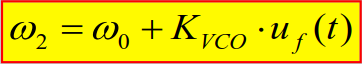 ω₂ = ω₀ + K_VCO · u_f(t)